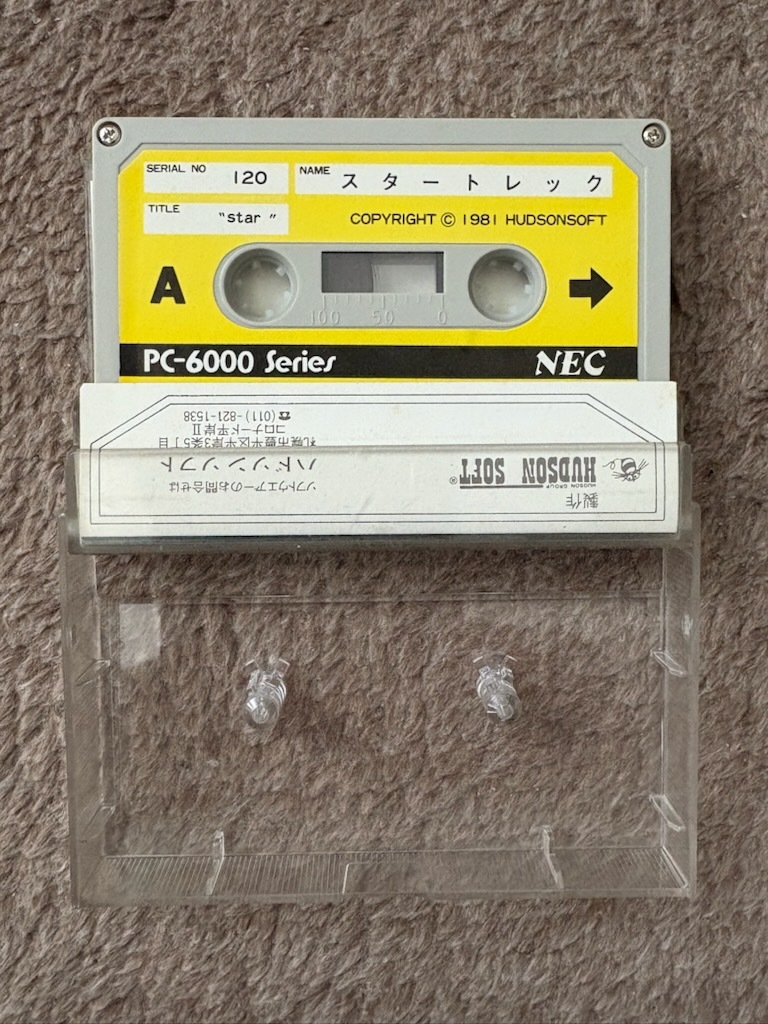 SERIAL NO 120
NAME スタートレック
TITLE "star"
COPYRIGHT © 1981 HUDSONSOFT
A
100 50 0
PC-6000 Series
NEC
製作
HUDSON GROUP
HUDSON SOFT®
ソフトウエアーのお問合せは
ハドソンソフト
札幌市豊平区平岸3条5丁目
コロナード平岸II
☎(011)-821-1538